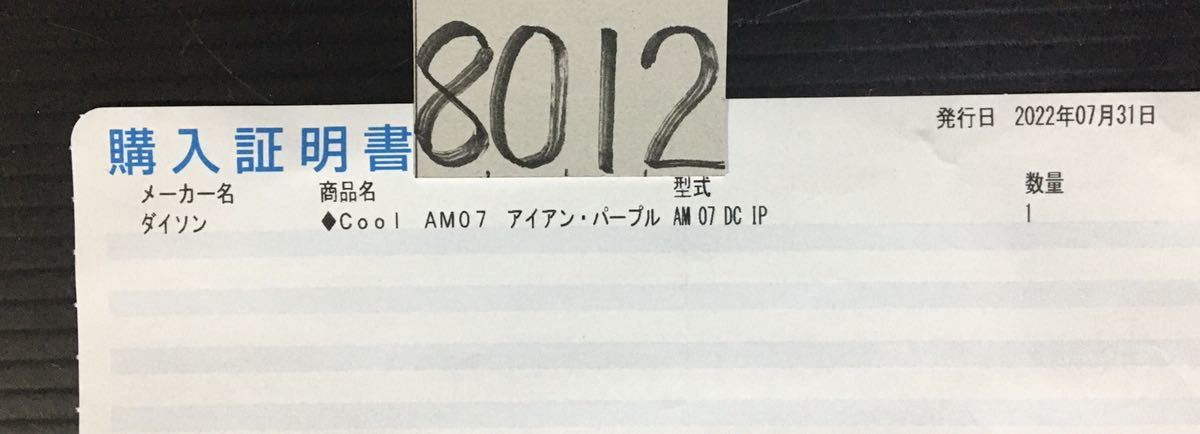 8012
発行日 2022年07月31日
購入証明書
メーカー名 商品名 型式 数量
ダイソン ♦Cool AM07 アイアン・パープル AM 07 DC IP 1